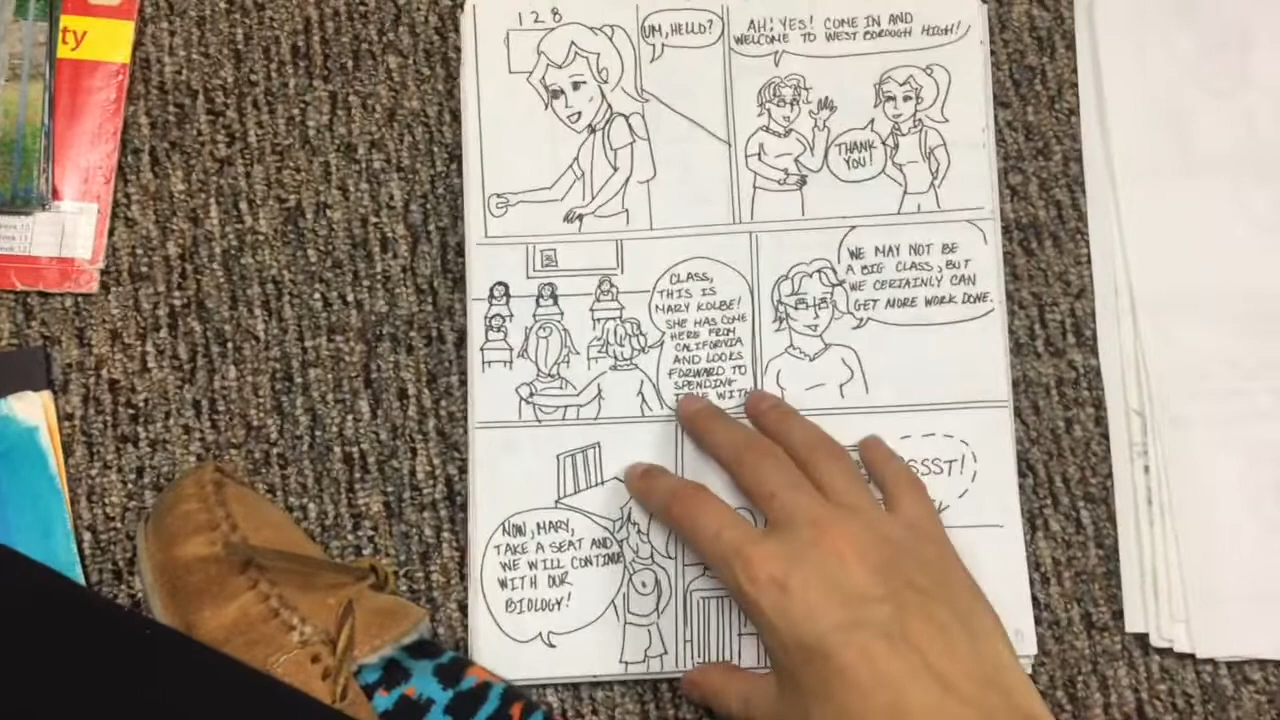 ty
128
UM, HELLO?
AH, YES! COME IN AND
WELCOME TO WEST BOROUGH HIGH!
THANK
YOU!
CLASS,
THIS IS
MARY KOLBE!
SHE HAS COME
HERE FROM
CALIFORNIA
AND LOOKS
FORWARD TO
SPENDING
WITH
WE MAY NOT BE
A BIG CLASS, BUT
WE CERTAINLY CAN
GET MORE WORK DONE.
NOW, MARY,
TAKE A SEAT AND
WE WILL CONTINUE
WITH OUR
BIOLOGY!
SSST!